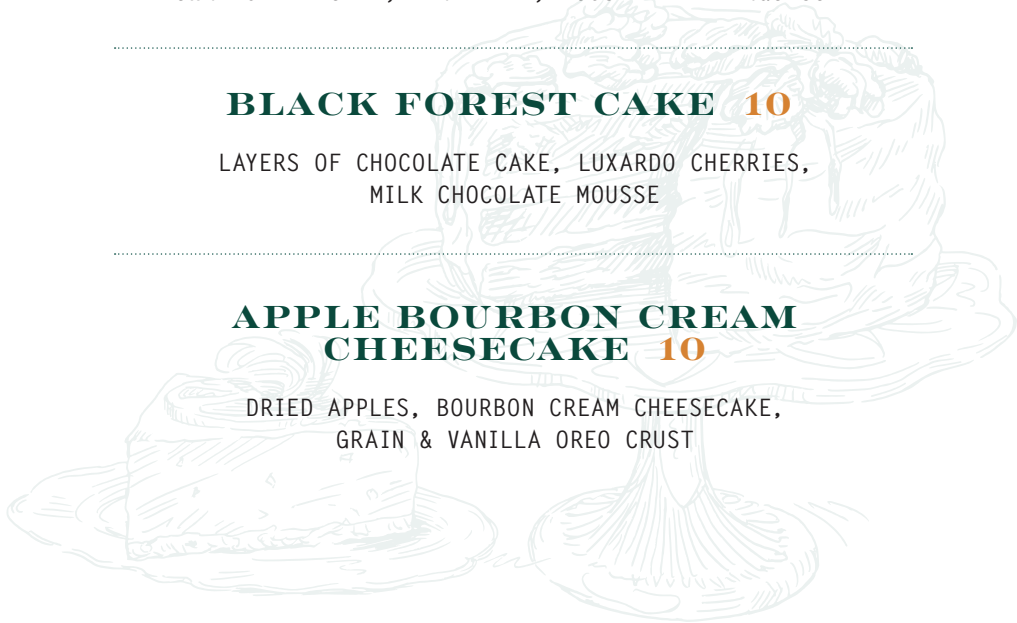 BLACK FOREST CAKE 10
LAYERS OF CHOCOLATE CAKE, LUXARDO CHERRIES,
MILK CHOCOLATE MOUSSE
APPLE BOURBON CREAM
CHEESECAKE 10
DRIED APPLES, BOURBON CREAM CHEESECAKE,
GRAIN & VANILLA OREO CRUST